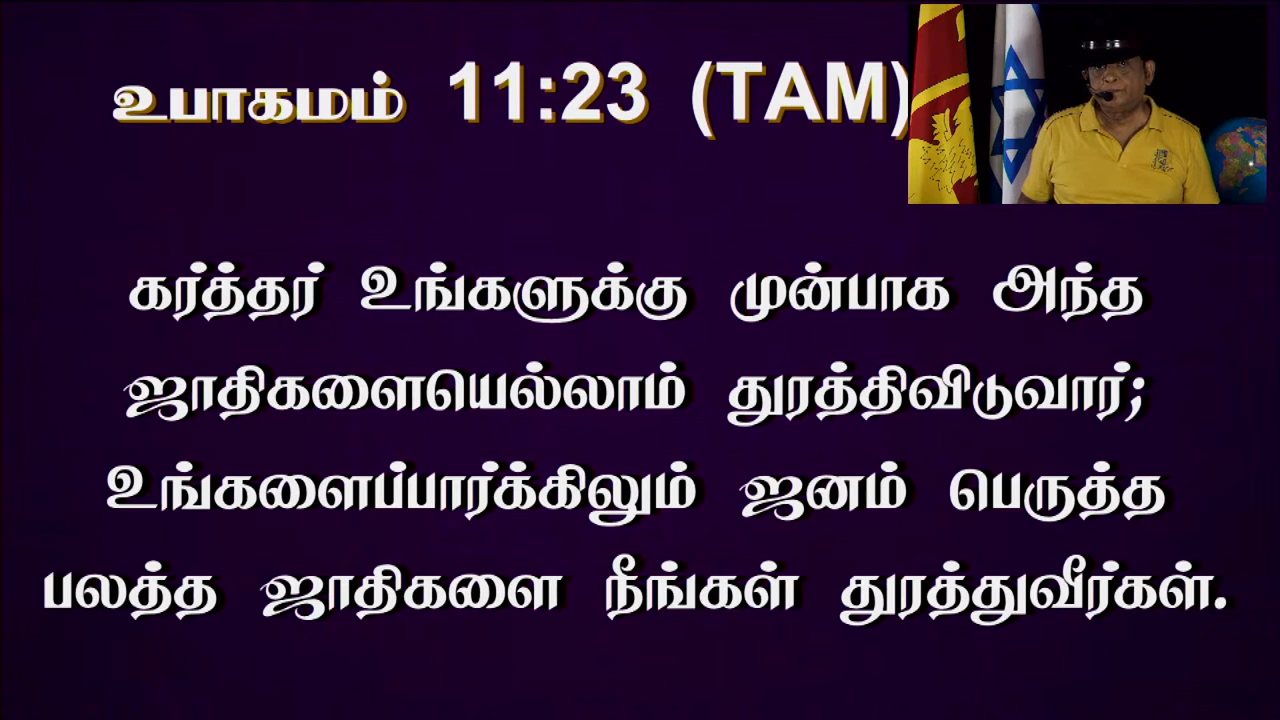 உபாகமம் 11:23 (TAM)
கர்த்தர் உங்களுக்கு முன்பாக அந்த
ஜாதிகளையெல்லாம் துரத்திவிடுவார்;
உங்களைப்பார்க்கிலும் ஜனம் பெருத்த
பலத்த ஜாதிகளை நீங்கள் துரத்துவீர்கள்.